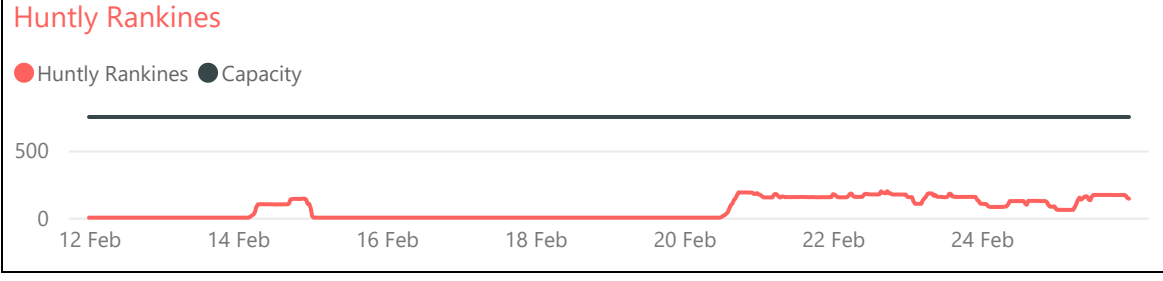 Huntly Rankines
Huntly Rankines Capacity
500
0
12 Feb 14 Feb 16 Feb 18 Feb 20 Feb 22 Feb 24 Feb